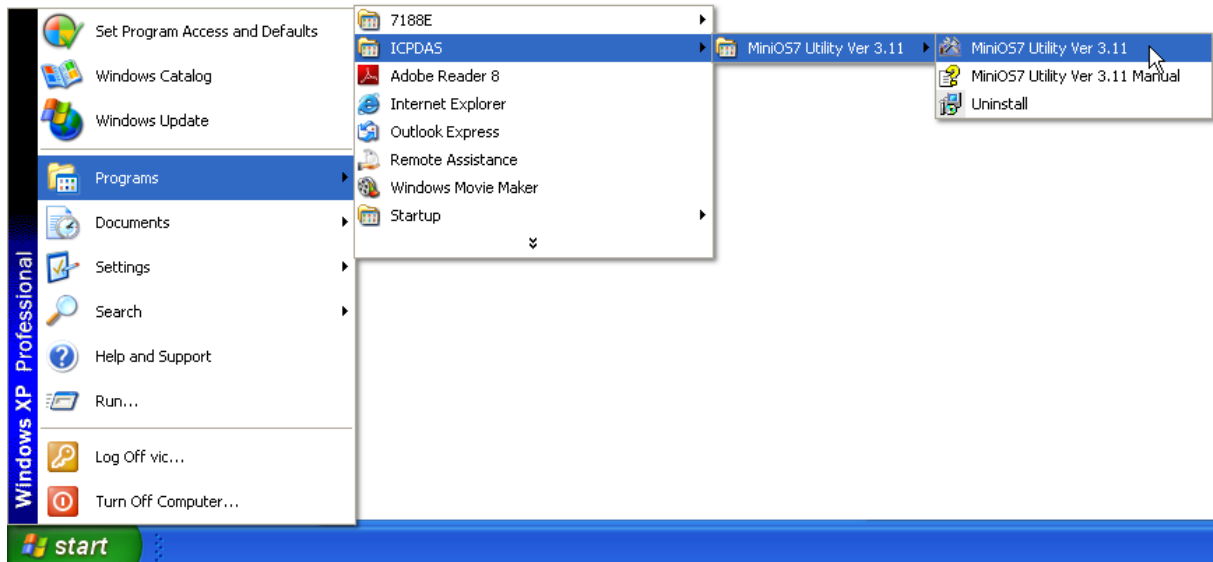 Set Program Access and Defaults
Windows Catalog
Windows Update
Programs
Documents
Settings
Search
Help and Support
Run...
Log Off vic...
Turn Off Computer...
Windows XP Professional
start
7188E
ICPDAS
Adobe Reader 8
Internet Explorer
Outlook Express
Remote Assistance
Windows Movie Maker
Startup
MiniOS7 Utility Ver 3.11
MiniOS7 Utility Ver 3.11
MiniOS7 Utility Ver 3.11 Manual
Uninstall